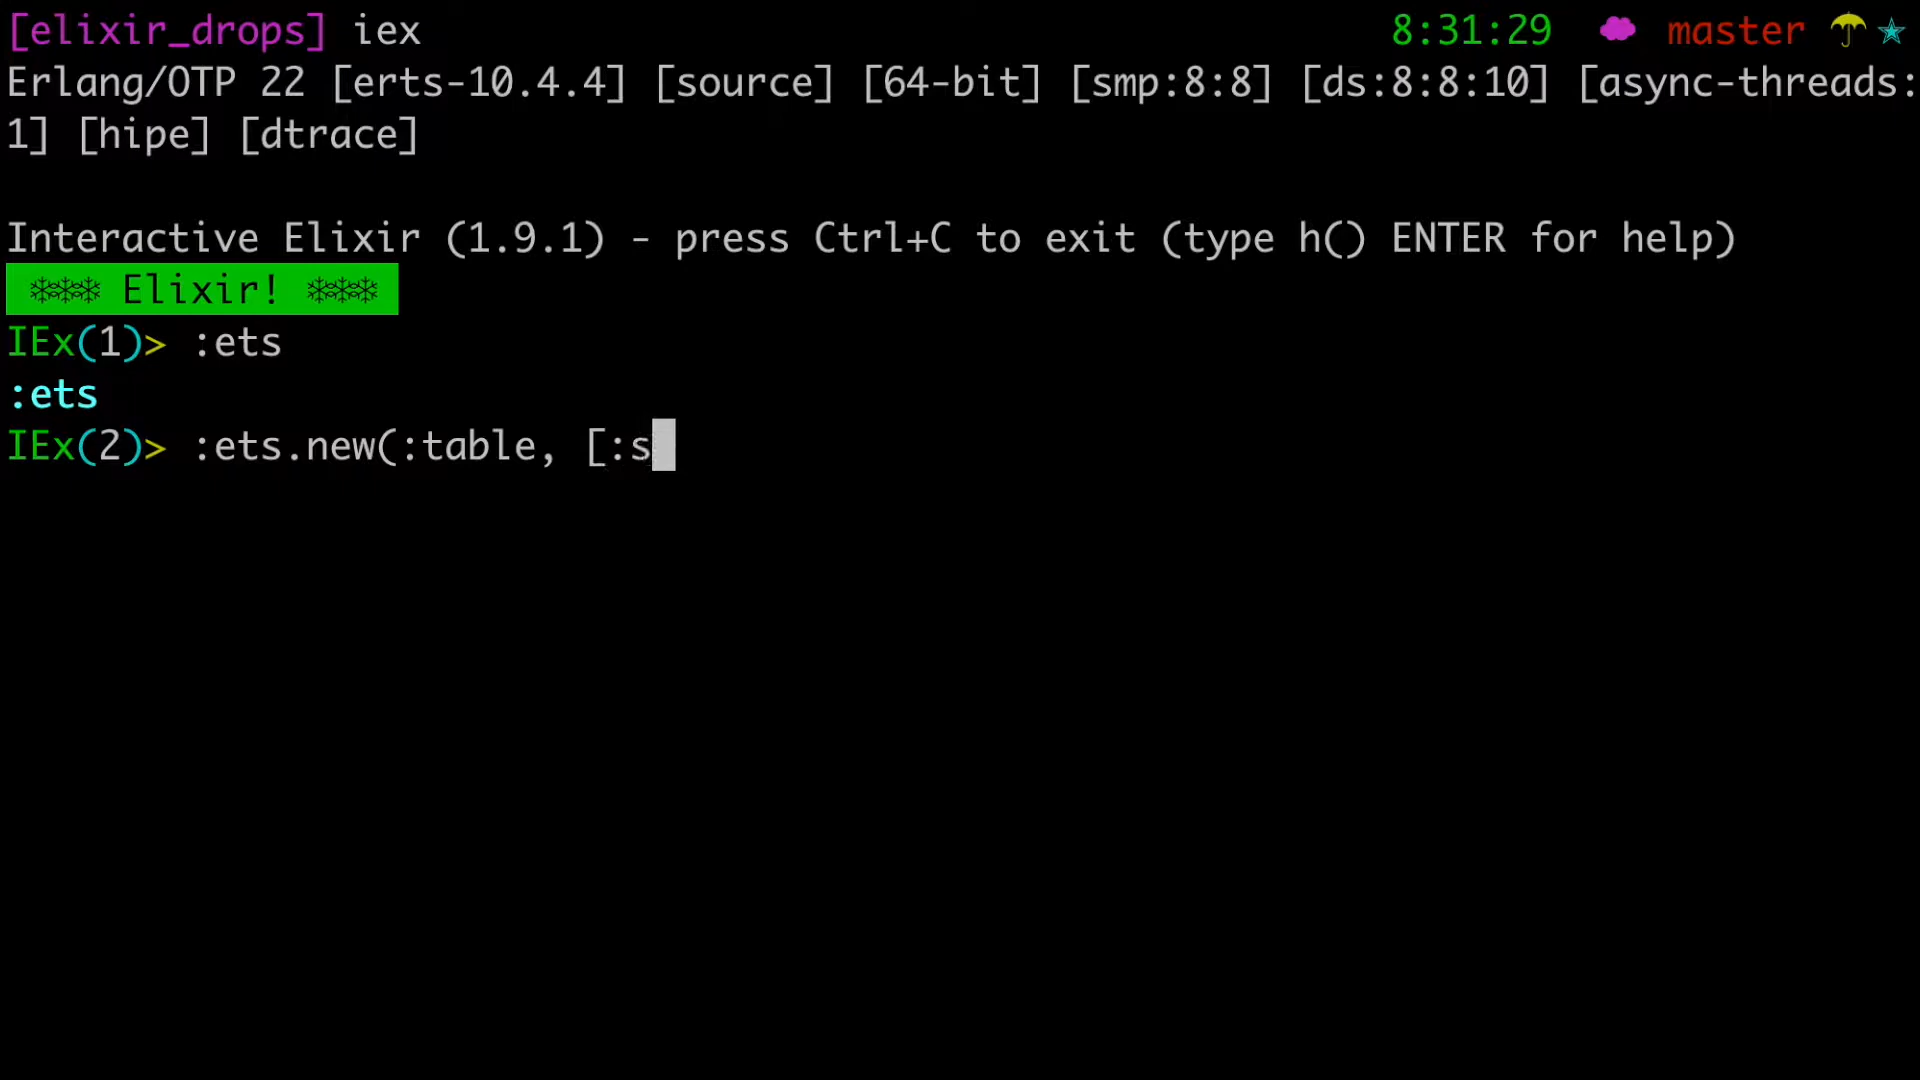 [elixir_drops] iex 8:31:29 master
Erlang/OTP 22 [erts-10.4.4] [source] [64-bit] [smp:8:8] [ds:8:8:10] [async-threads:
1] [hipe] [dtrace]
Interactive Elixir (1.9.1) - press Ctrl+C to exit (type h() ENTER for help)
❄❄❄ Elixir! ❄❄❄
IEx(1)> :ets
:ets
IEx(2)> :ets.new(:table, [:s